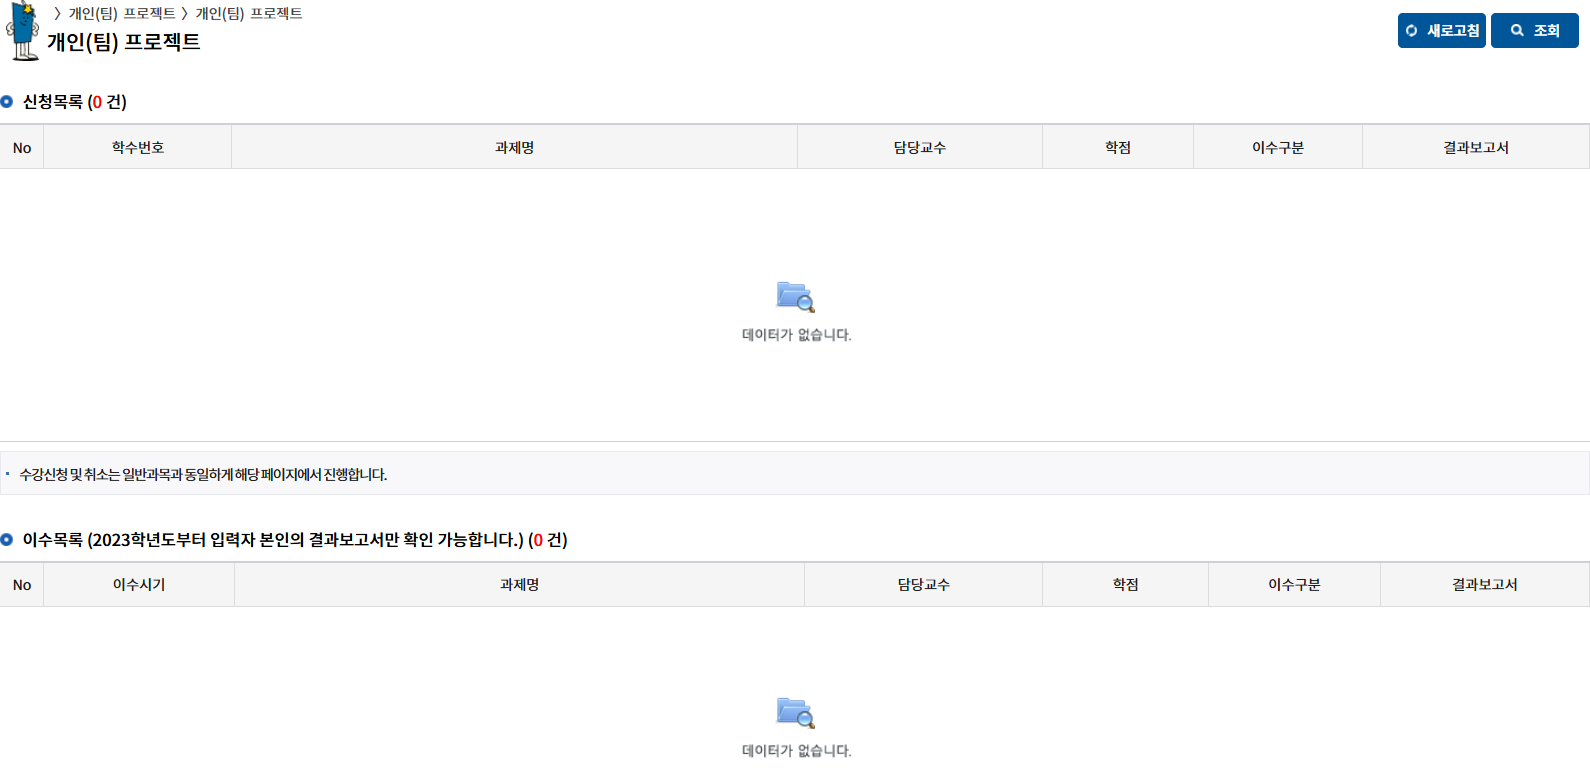 〉 개인(팀) 프로젝트 〉 개인(팀) 프로젝트
개인(팀) 프로젝트
새로고침 조회
신청목록 (0 건)
No 학수번호 과제명 담당교수 학점 이수구분 결과보고서
데이터가 없습니다.
수강신청 및 취소는 일반과목과 동일하게 해당 페이지에서 진행합니다.
이수목록 (2023학년도부터 입력자 본인의 결과보고서만 확인 가능합니다.) (0 건)
No 이수시기 과제명 담당교수 학점 이수구분 결과보고서
데이터가 없습니다.